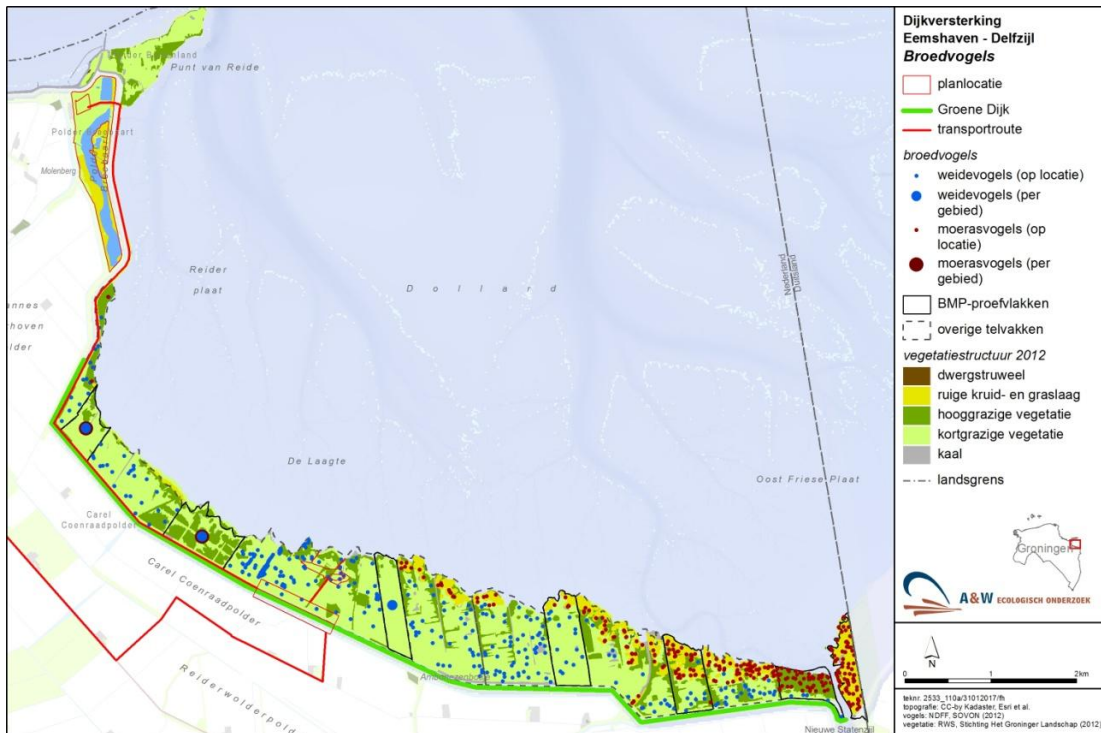 Punt van Reide
Polder Breebaart
Molenberg
Reider
plaat
Dollard
Duitsland
Nederland
De Laagte
Oost Friese Plaat
Carel
Coenraadpolder
Carel Coenraadpolder
Reiderwolderpolder
Nieuwe Statenzijl
Dijkversterking
Eemshaven - Delfzijl
Broedvogels
planlocatie
Groene Dijk
transportroute
broedvogels
weidevogels (op locatie)
weidevogels (per
gebied)
moerasvogels (op
locatie)
moerasvogels (per
gebied)
BMP-proefvlakken
overige telvakken
vegetatiestructuur 2012
dwergstruweel
ruige kruid- en graslaag
hooggrazige vegetatie
kortgrazige vegetatie
kaal
landsgrens
Groningen
A&W ECOLOGISCH ONDERZOEK
N
0 1 2km
teknr. 2533_110a/31012017/fh
topografie: CC-by Kadaster, Esri et al.
vogels: NDFF, SOVON (2012)
vegetatie: RWS, Stichting Het Groninger Landschap (2012)